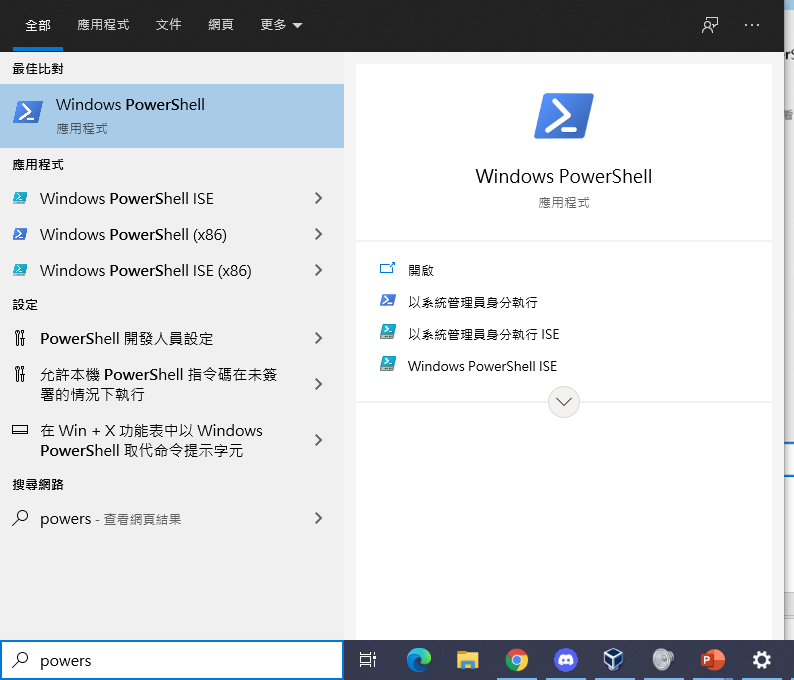 全部 應用程式 文件 網頁 更多
最佳比對
Windows PowerShell
應用程式
應用程式
Windows PowerShell ISE
Windows PowerShell (x86)
Windows PowerShell ISE (x86)
設定
PowerShell 開發人員設定
允許本機 PowerShell 指令碼在未簽
署的情況下執行
在 Win + X 功能表中以 Windows
PowerShell 取代命令提示字元
搜尋網路
powers - 查看網頁結果
Windows PowerShell
應用程式
開啟
以系統管理員身分執行
以系統管理員身分執行 ISE
Windows PowerShell ISE
powers